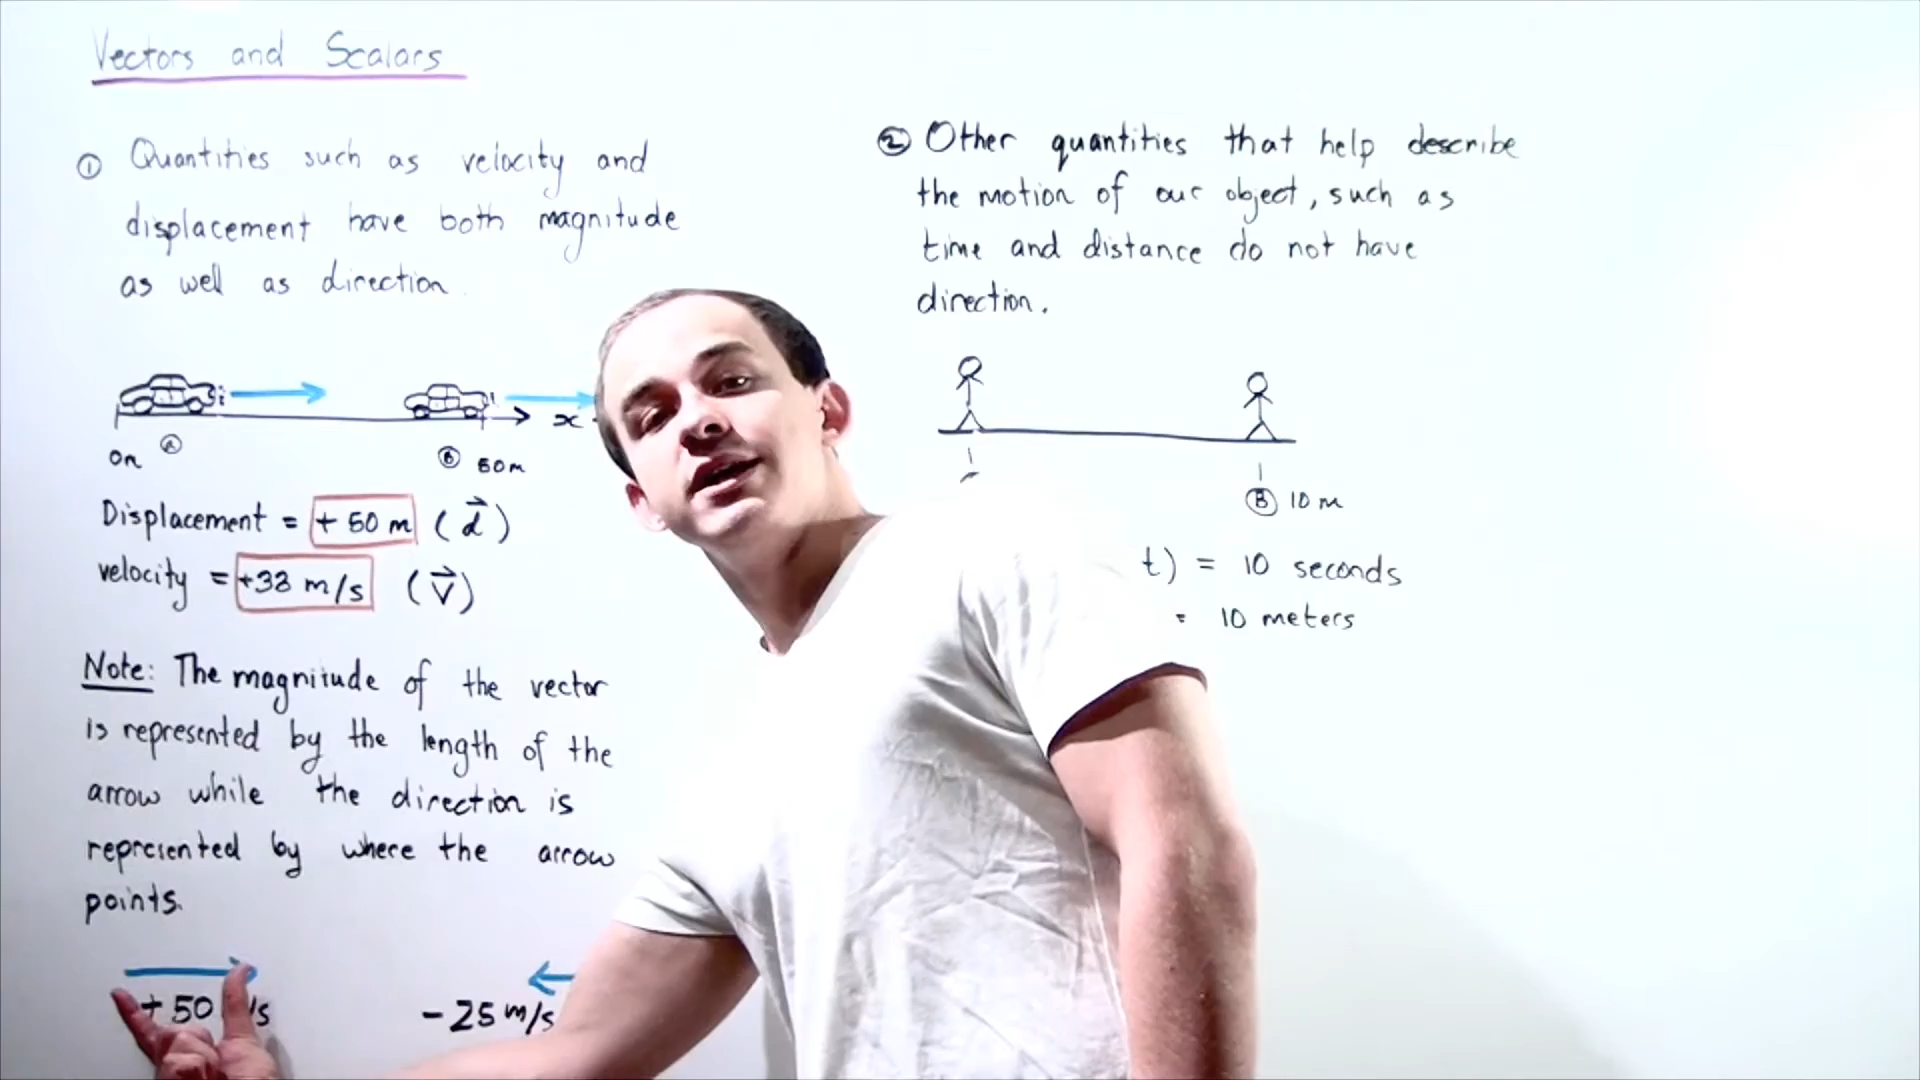 Vectors and Scalars
① Quantities such as velocity and
displacement have both magnitude
as well as direction.
A
B
x
0m
50m
Displacement = +50 m (d⃗)
velocity = +33 m/s (v⃗)
Note: The magnitude of the vector
is represented by the length of the
arrow while the direction is
represented by where the arrow
points.
+50 /s
-25 m/s
② Other quantities that help describe
the motion of our object, such as
time and distance do not have
direction.
B 10 m
t) = 10 seconds
= 10 meters